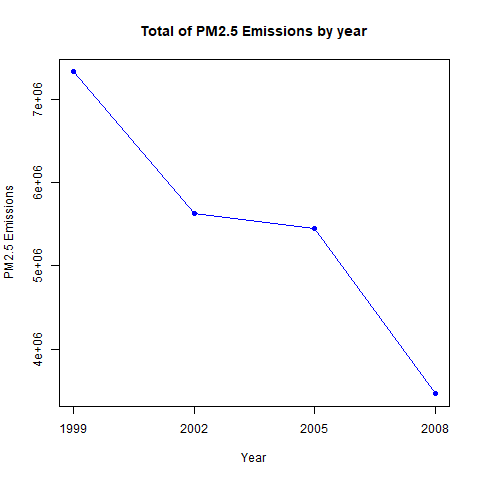 Total of PM2.5 Emissions by year
7e+06
6e+06
5e+06
4e+06
PM2.5 Emissions
1999 2002 2005 2008
Year